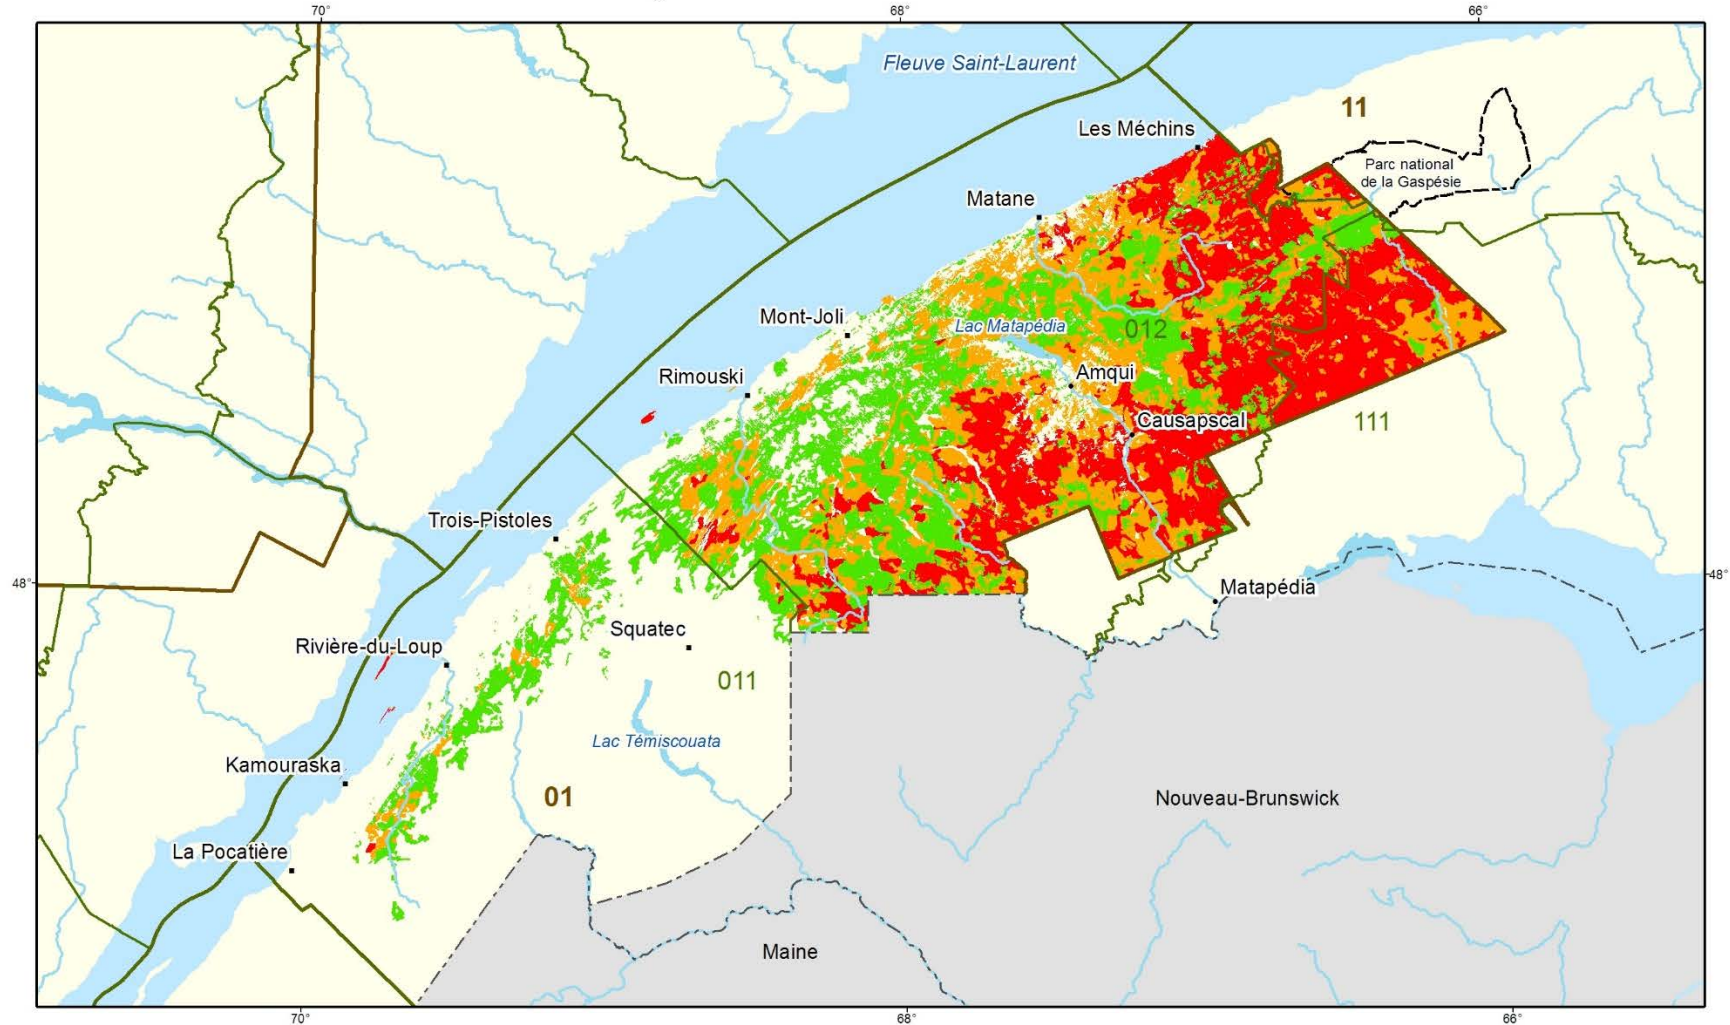 70°
68°
66°
Fleuve Saint-Laurent
11
Les Méchins
Parc national
de la Gaspésie
Matane
Mont-Joli
Lac Matapédia
012
Rimouski
Amqui
Causapscal
111
Trois-Pistoles
48°
48°
Matapédia
Squatec
Rivière-du-Loup
011
Lac Témiscouata
Kamouraska
01
Nouveau-Brunswick
La Pocatière
Maine
70°
68°
66°